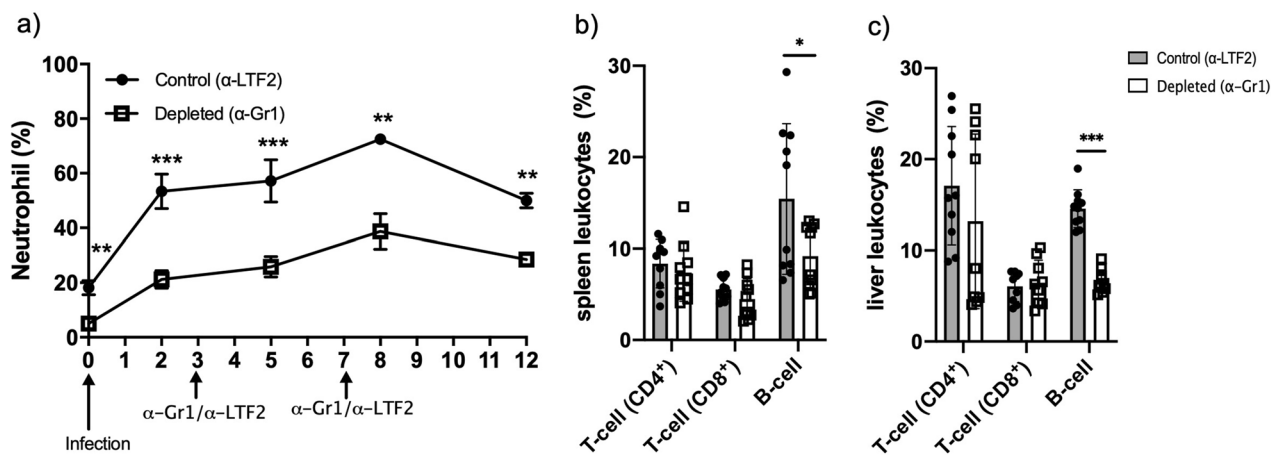 a)
Neutrophil (%)
100
80
60
40
20
0
Control (α-LTF2)
Depleted (α-Gr1)
**
***
***
**
**
0 1 2 3 4 5 6 7 8 9 10 11 12
α-Gr1/α-LTF2
α-Gr1/α-LTF2
Infection
b)
spleen leukocytes (%)
30
20
10
0
*
T-cell (CD4+)
T-cell (CD8+)
B-cell
c)
liver leukocytes (%)
30
20
10
0
***
T-cell (CD4+)
T-cell (CD8+)
B-cell
Control (α-LTF2)
Depleted (α-Gr1)